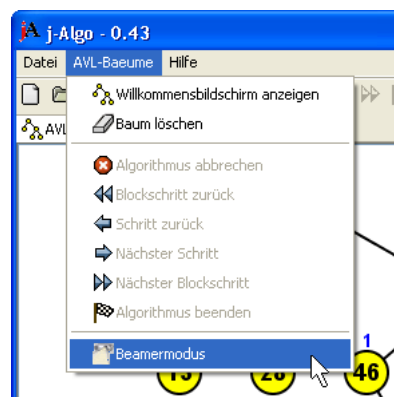 j-Algo - 0.43
Datei AVL-Baeume Hilfe
Willkommensbildschirm anzeigen
AVL
Baum löschen
Algorithmus abbrechen
Blockschritt zurück
Schritt zurück
Nächster Schritt
Nächster Blockschritt
Algorithmus beenden
1
Beamermodus
46